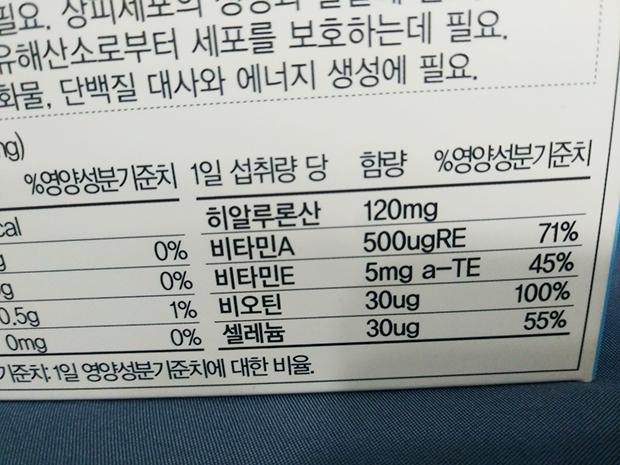 필요. 상피세포의
유해산소로부터 세포를 보호하는데 필요.
화물, 단백질 대사와 에너지 생성에 필요.
ng)
%영양성분기준치 1일 섭취량 당 함량 %영양성분기준치
cal 히알루론산 120mg
g 0% 비타민A 500ugRE 71%
g 0% 비타민E 5mg a-TE 45%
0.5g 1% 비오틴 30ug 100%
0mg 0% 셀레늄 30ug 55%
기준치: 1일 영양성분기준치에 대한 비율.